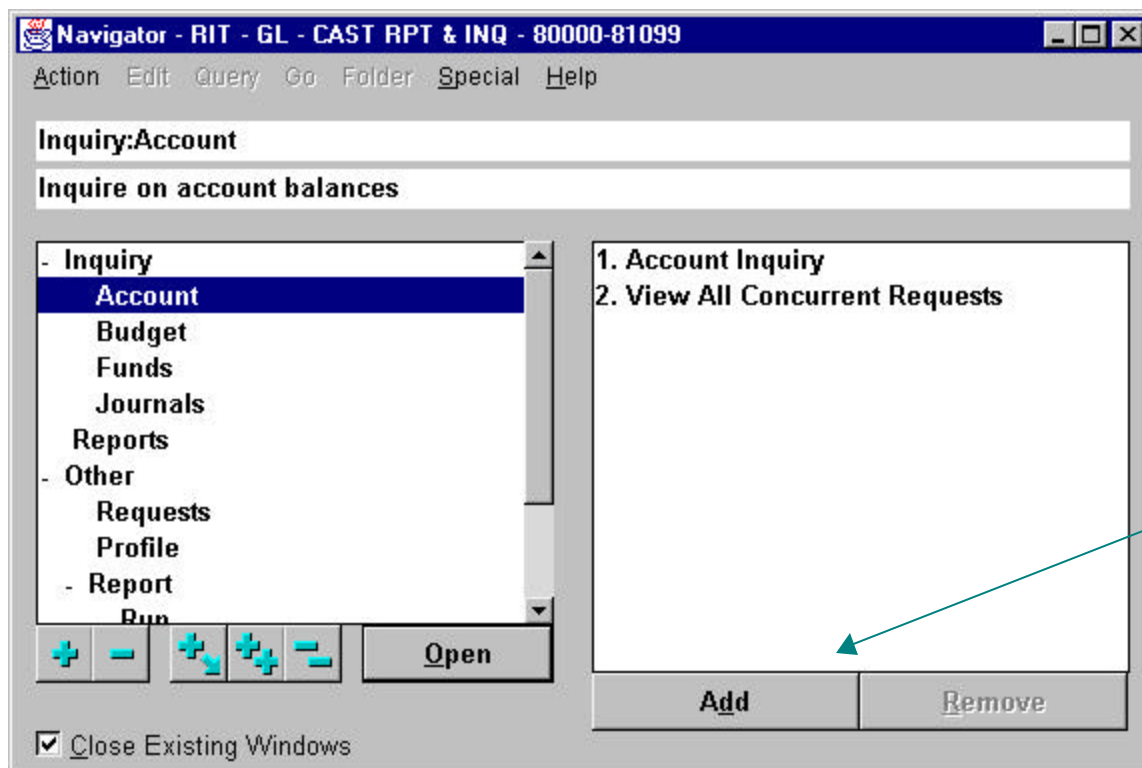 Navigator - RIT - GL - CAST RPT & INQ - 80000-81099
Action Edit Query Go Folder Special Help
Inquiry:Account
Inquire on account balances
- Inquiry
Account
Budget
Funds
Journals
Reports
- Other
Requests
Profile
- Report
Run
Open
1. Account Inquiry
2. View All Concurrent Requests
Add Remove
Close Existing Windows